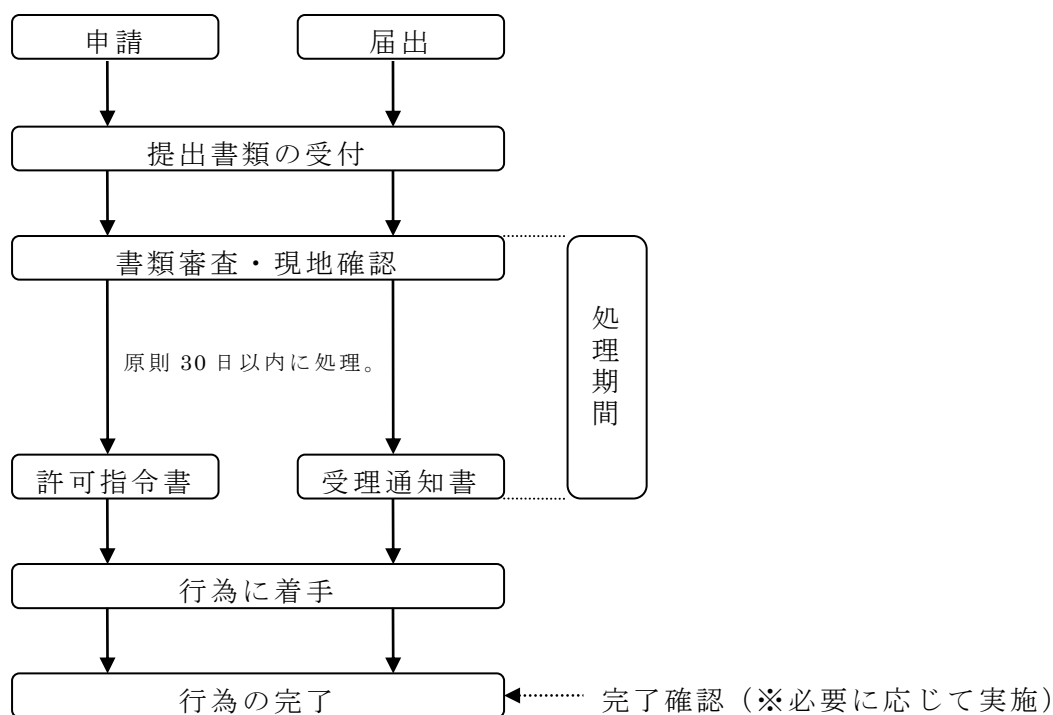 申請
届出
提出書類の受付
書類審査・現地確認
処理期間
原則 30 日以内に処理。
許可指令書
受理通知書
行為に着手
行為の完了
完了確認（※必要に応じて実施）